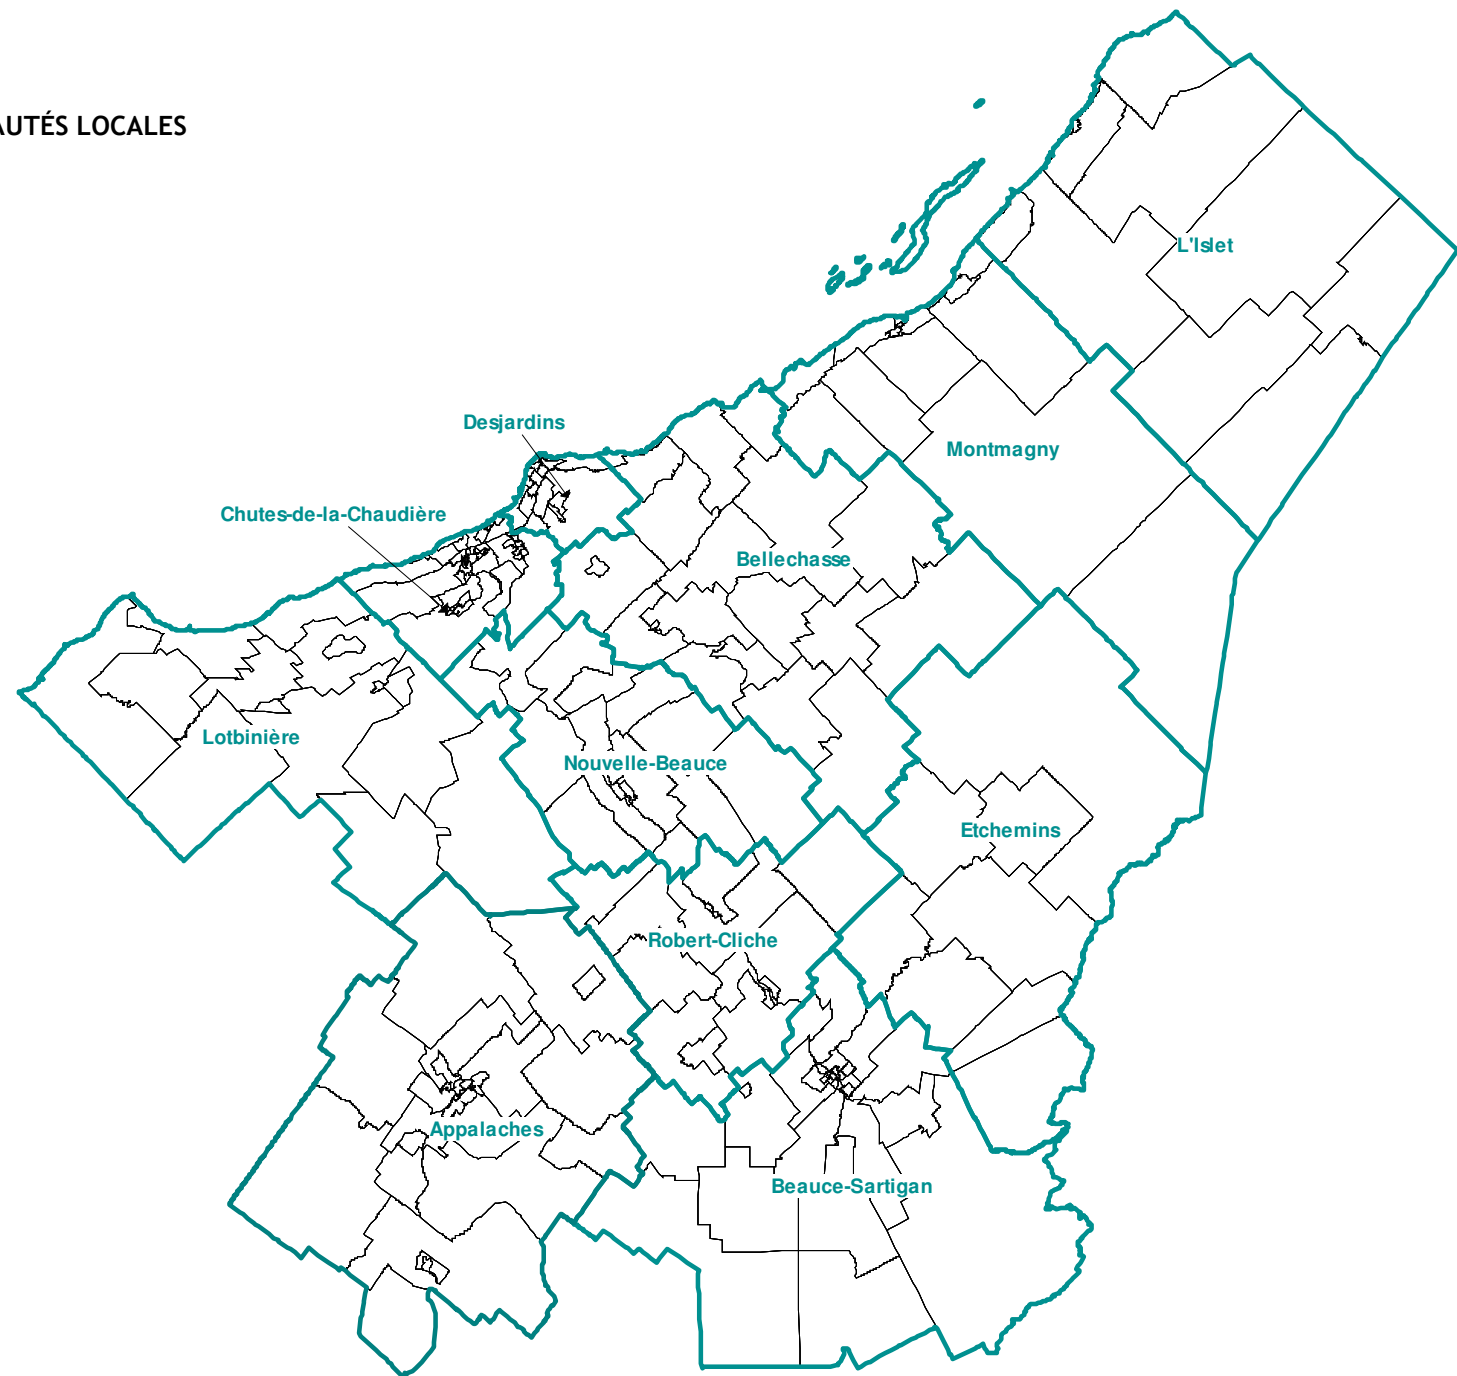 AUTÉS LOCALES
L'Islet
Desjardins
Montmagny
Chutes-de-la-Chaudière
Bellechasse
Lotbinière
Nouvelle-Beauce
Etchemins
Robert-Cliche
Appalaches
Beauce-Sartigan